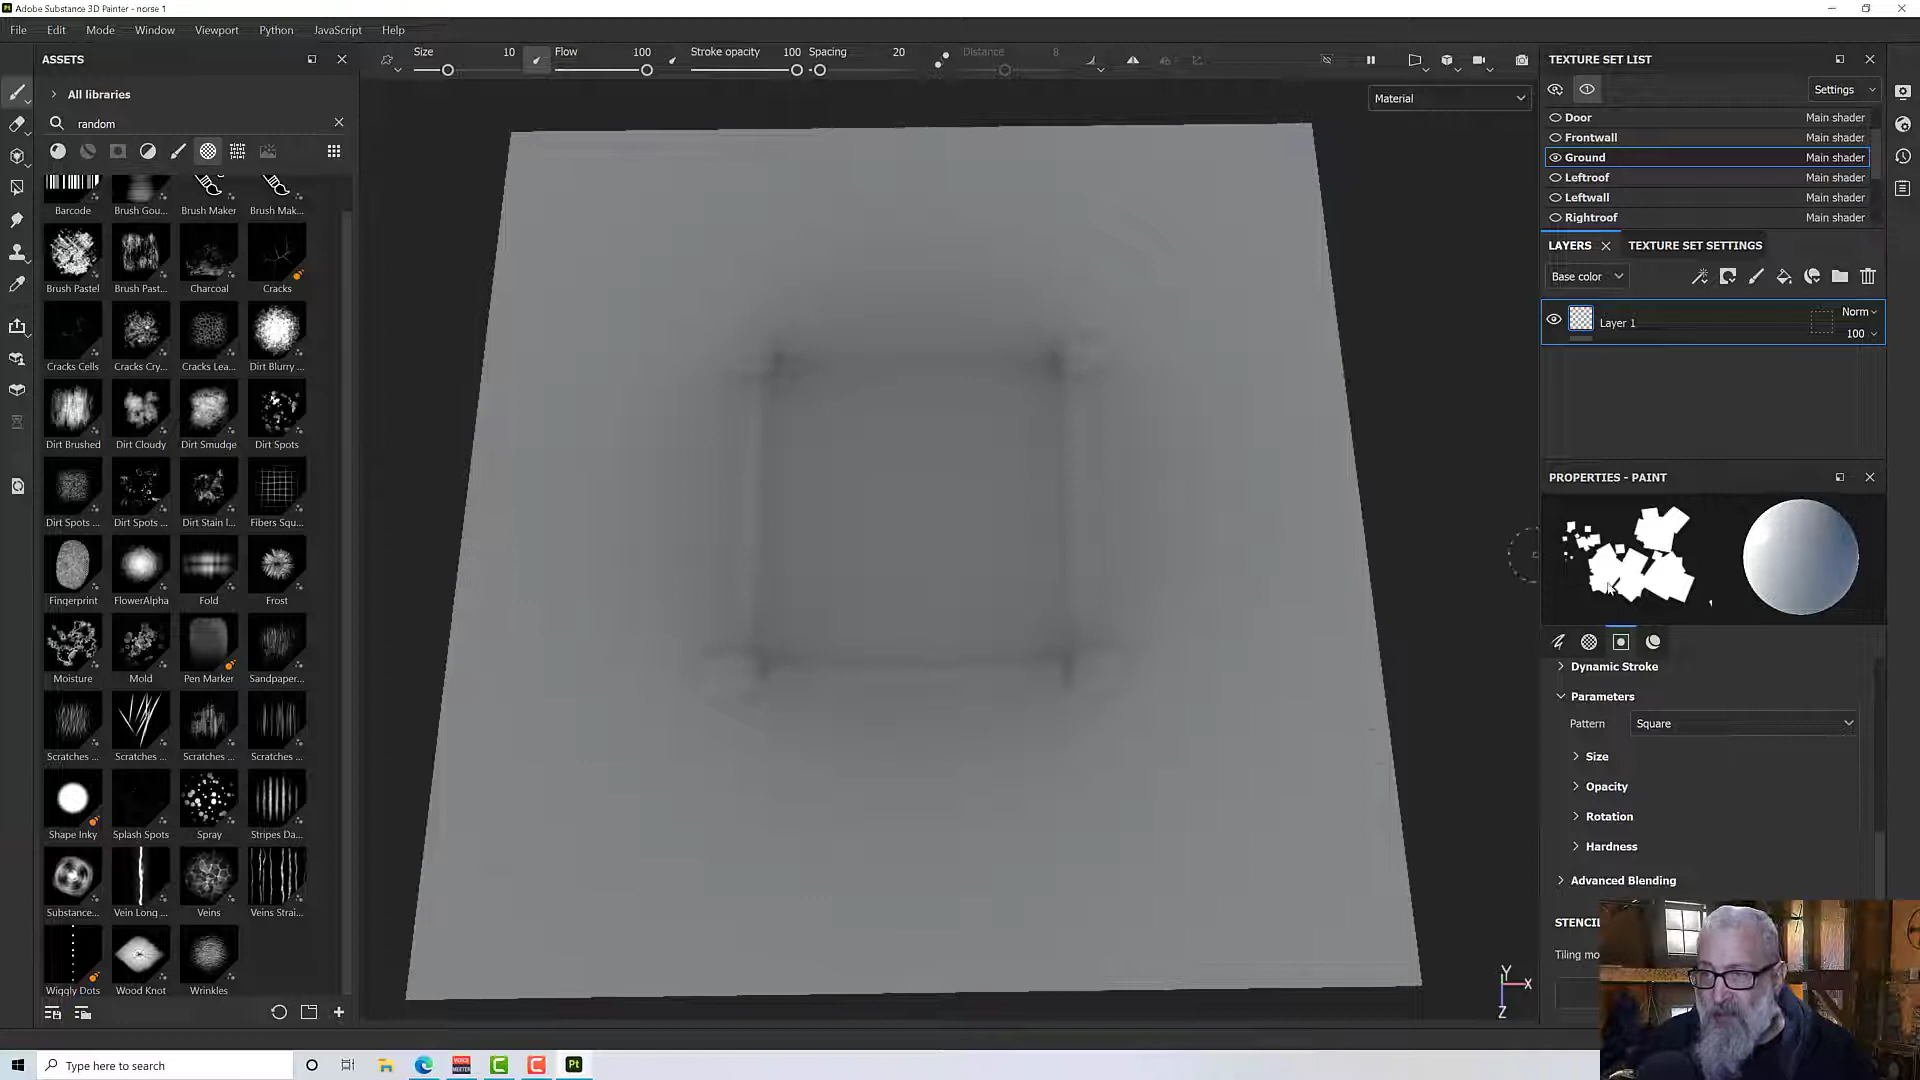 Adobe Substance 3D Painter - norse 1
File Edit Mode Window Viewport Python JavaScript Help
ASSETS
Size 10 Flow 100 Stroke opacity 100 Spacing 20 Distance 8
TEXTURE SET LIST
All libraries
random
Material
Settings
Door Main shader
Frontwall Main shader
Ground Main shader
Leftroof Main shader
Leftwall Main shader
Rightroof Main shader
Barcode Brush Gou... Brush Maker Brush Mak...
LAYERS TEXTURE SET SETTINGS
Base color
Brush Pastel Brush Past... Charcoal Cracks
Layer 1 Norm
100
Cracks Cells Cracks Cry... Cracks Lea... Dirt Blurry ...
Dirt Brushed Dirt Cloudy Dirt Smudge Dirt Spots
PROPERTIES - PAINT
Dirt Spots ... Dirt Spots ... Dirt Stain l... Fibers Squ...
Fingerprint FlowerAlpha Fold Frost
Moisture Mold Pen Marker Sandpaper...
Dynamic Stroke
Parameters
Pattern Square
Scratches ... Scratches ... Scratches ... Scratches ...
Size
Opacity
Rotation
Hardness
Shape Inky Splash Spots Spray Stripes Da...
Advanced Blending
Substance... Vein Long ... Veins Veins Strai...
STENCIL
Tiling mo
Wiggly Dots Wood Knot Wrinkles
Y
X
Z
Type here to search
VOICE MEETER
Pt